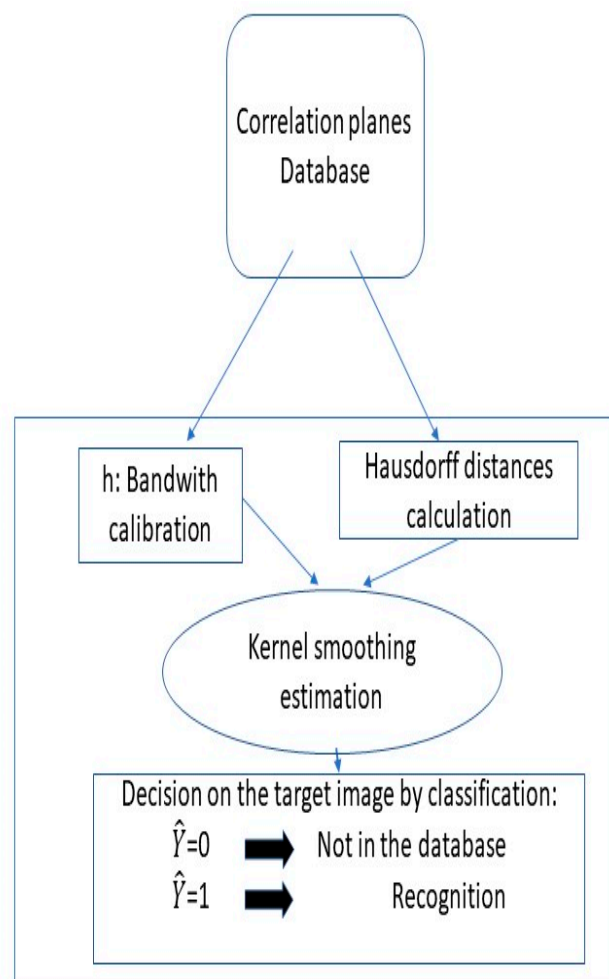 Correlation planes
Database
h: Bandwith
calibration
Hausdorff distances
calculation
Kernel smoothing
estimation
Decision on the target image by classification:
Ŷ=0 Not in the database
Ŷ=1 Recognition